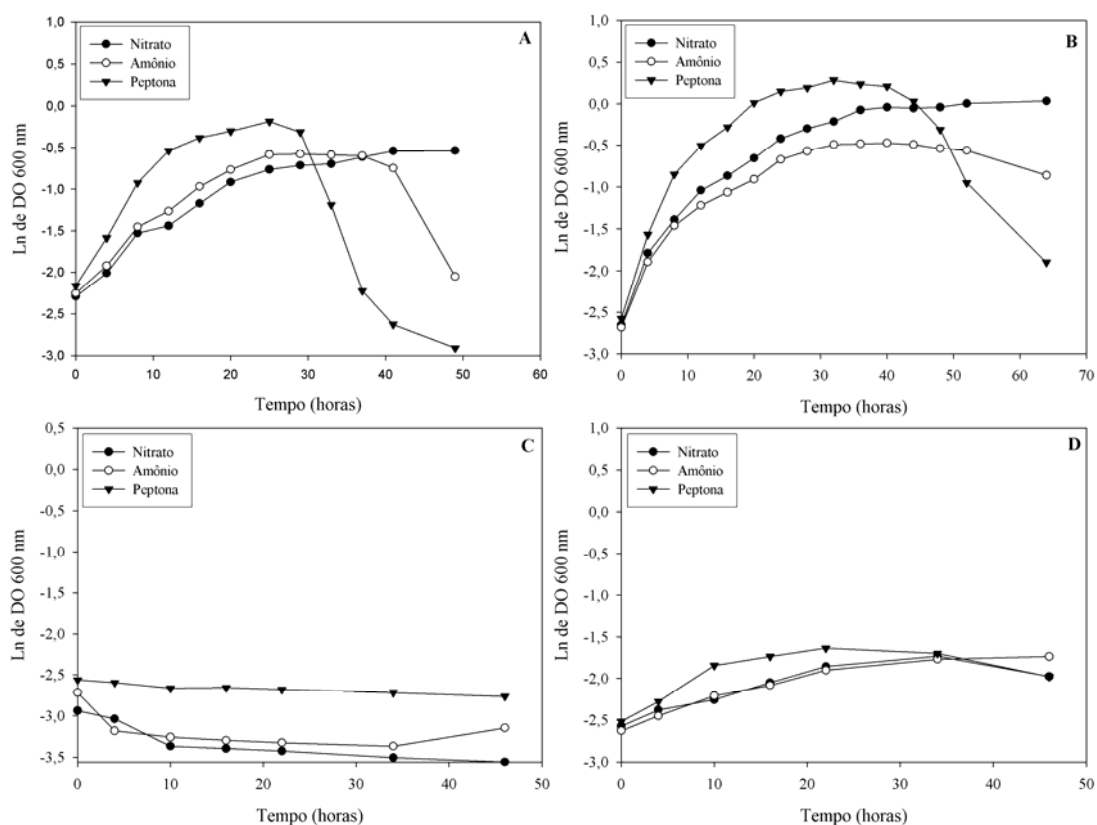 A
Nitrato
Amônio
Peptona
Ln de DO 600 nm
1,0
0,5
0,0
-0,5
-1,0
-1,5
-2,0
-2,5
-3,0
0 10 20 30 40 50 60
Tempo (horas)
B
Nitrato
Amônio
Peptona
Ln de DO 600 nm
1,0
0,5
0,0
-0,5
-1,0
-1,5
-2,0
-2,5
-3,0
0 10 20 30 40 50 60 70
Tempo (horas)
C
Nitrato
Amônio
Peptona
Ln de DO 600 nm
0,5
0,0
-0,5
-1,0
-1,5
-2,0
-2,5
-3,0
-3,5
0 10 20 30 40 50
Tempo (horas)
D
Nitrato
Amônio
Peptona
Ln de DO 600 nm
1,0
0,5
0,0
-0,5
-1,0
-1,5
-2,0
-2,5
-3,0
0 10 20 30 40 50
Tempo (horas)